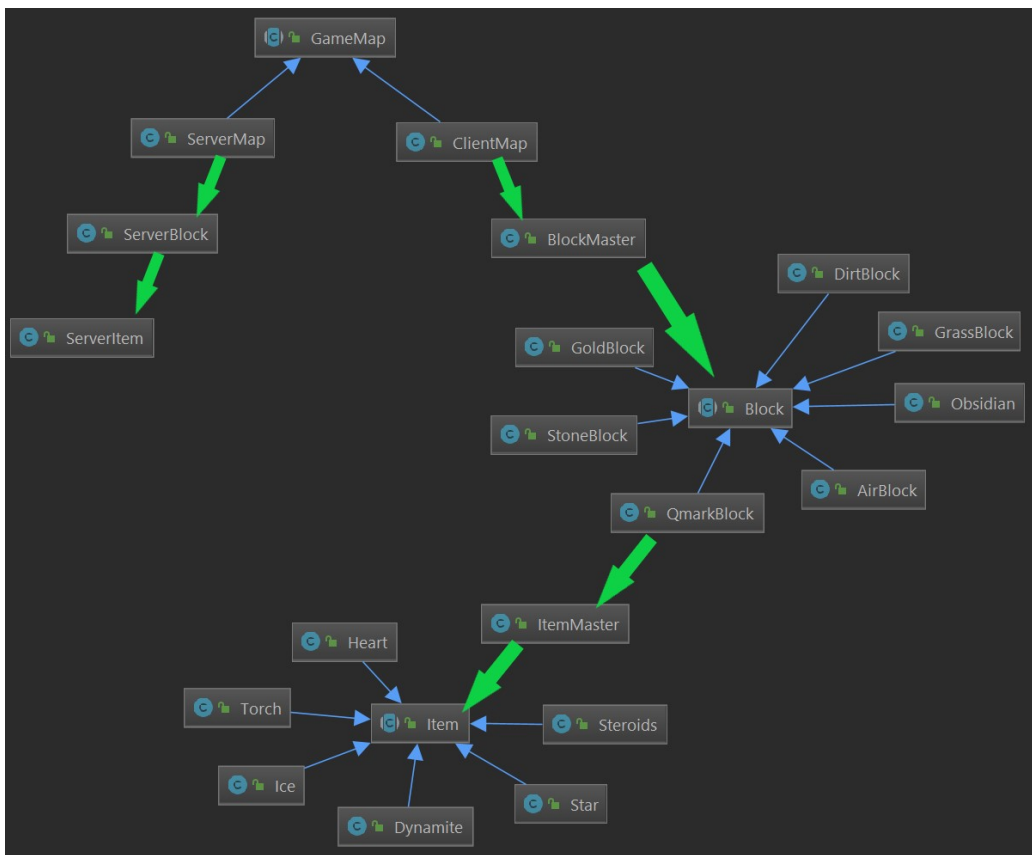 GameMap
ServerMap
ClientMap
ServerBlock
BlockMaster
DirtBlock
ServerItem
GoldBlock
GrassBlock
Block
Obsidian
StoneBlock
AirBlock
QmarkBlock
ItemMaster
Heart
Torch
Item
Steroids
Ice
Star
Dynamite